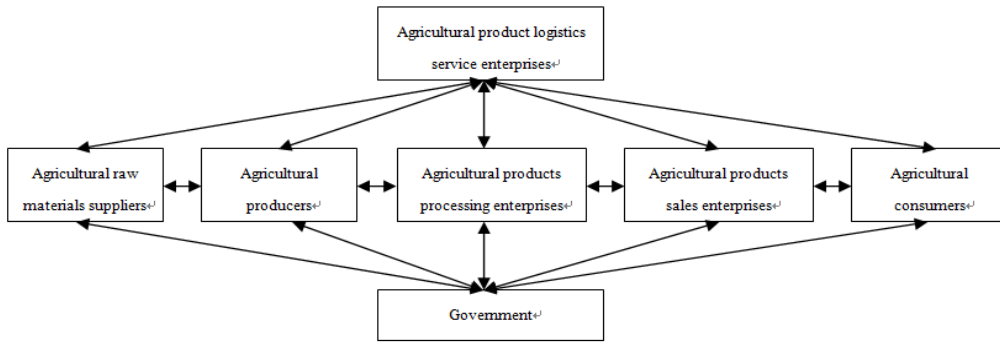 Agricultural product logistics
service enterprises↵
Agricultural raw
materials suppliers↵
Agricultural
producers↵
Agricultural products
processing enterprises↵
Agricultural products
sales enterprises↵
Agricultural
consumers↵
Government↵